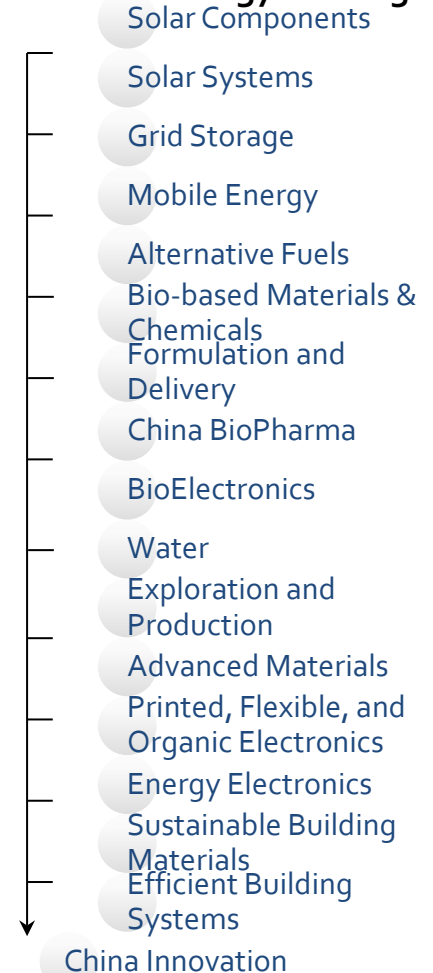 Solar Components
Solar Systems
Grid Storage
Mobile Energy
Alternative Fuels
Bio-based Materials &
Chemicals
Formulation and
Delivery
China BioPharma
BioElectronics
Water
Exploration and
Production
Advanced Materials
Printed, Flexible, and
Organic Electronics
Energy Electronics
Sustainable Building
Materials
Efficient Building
Systems
China Innovation